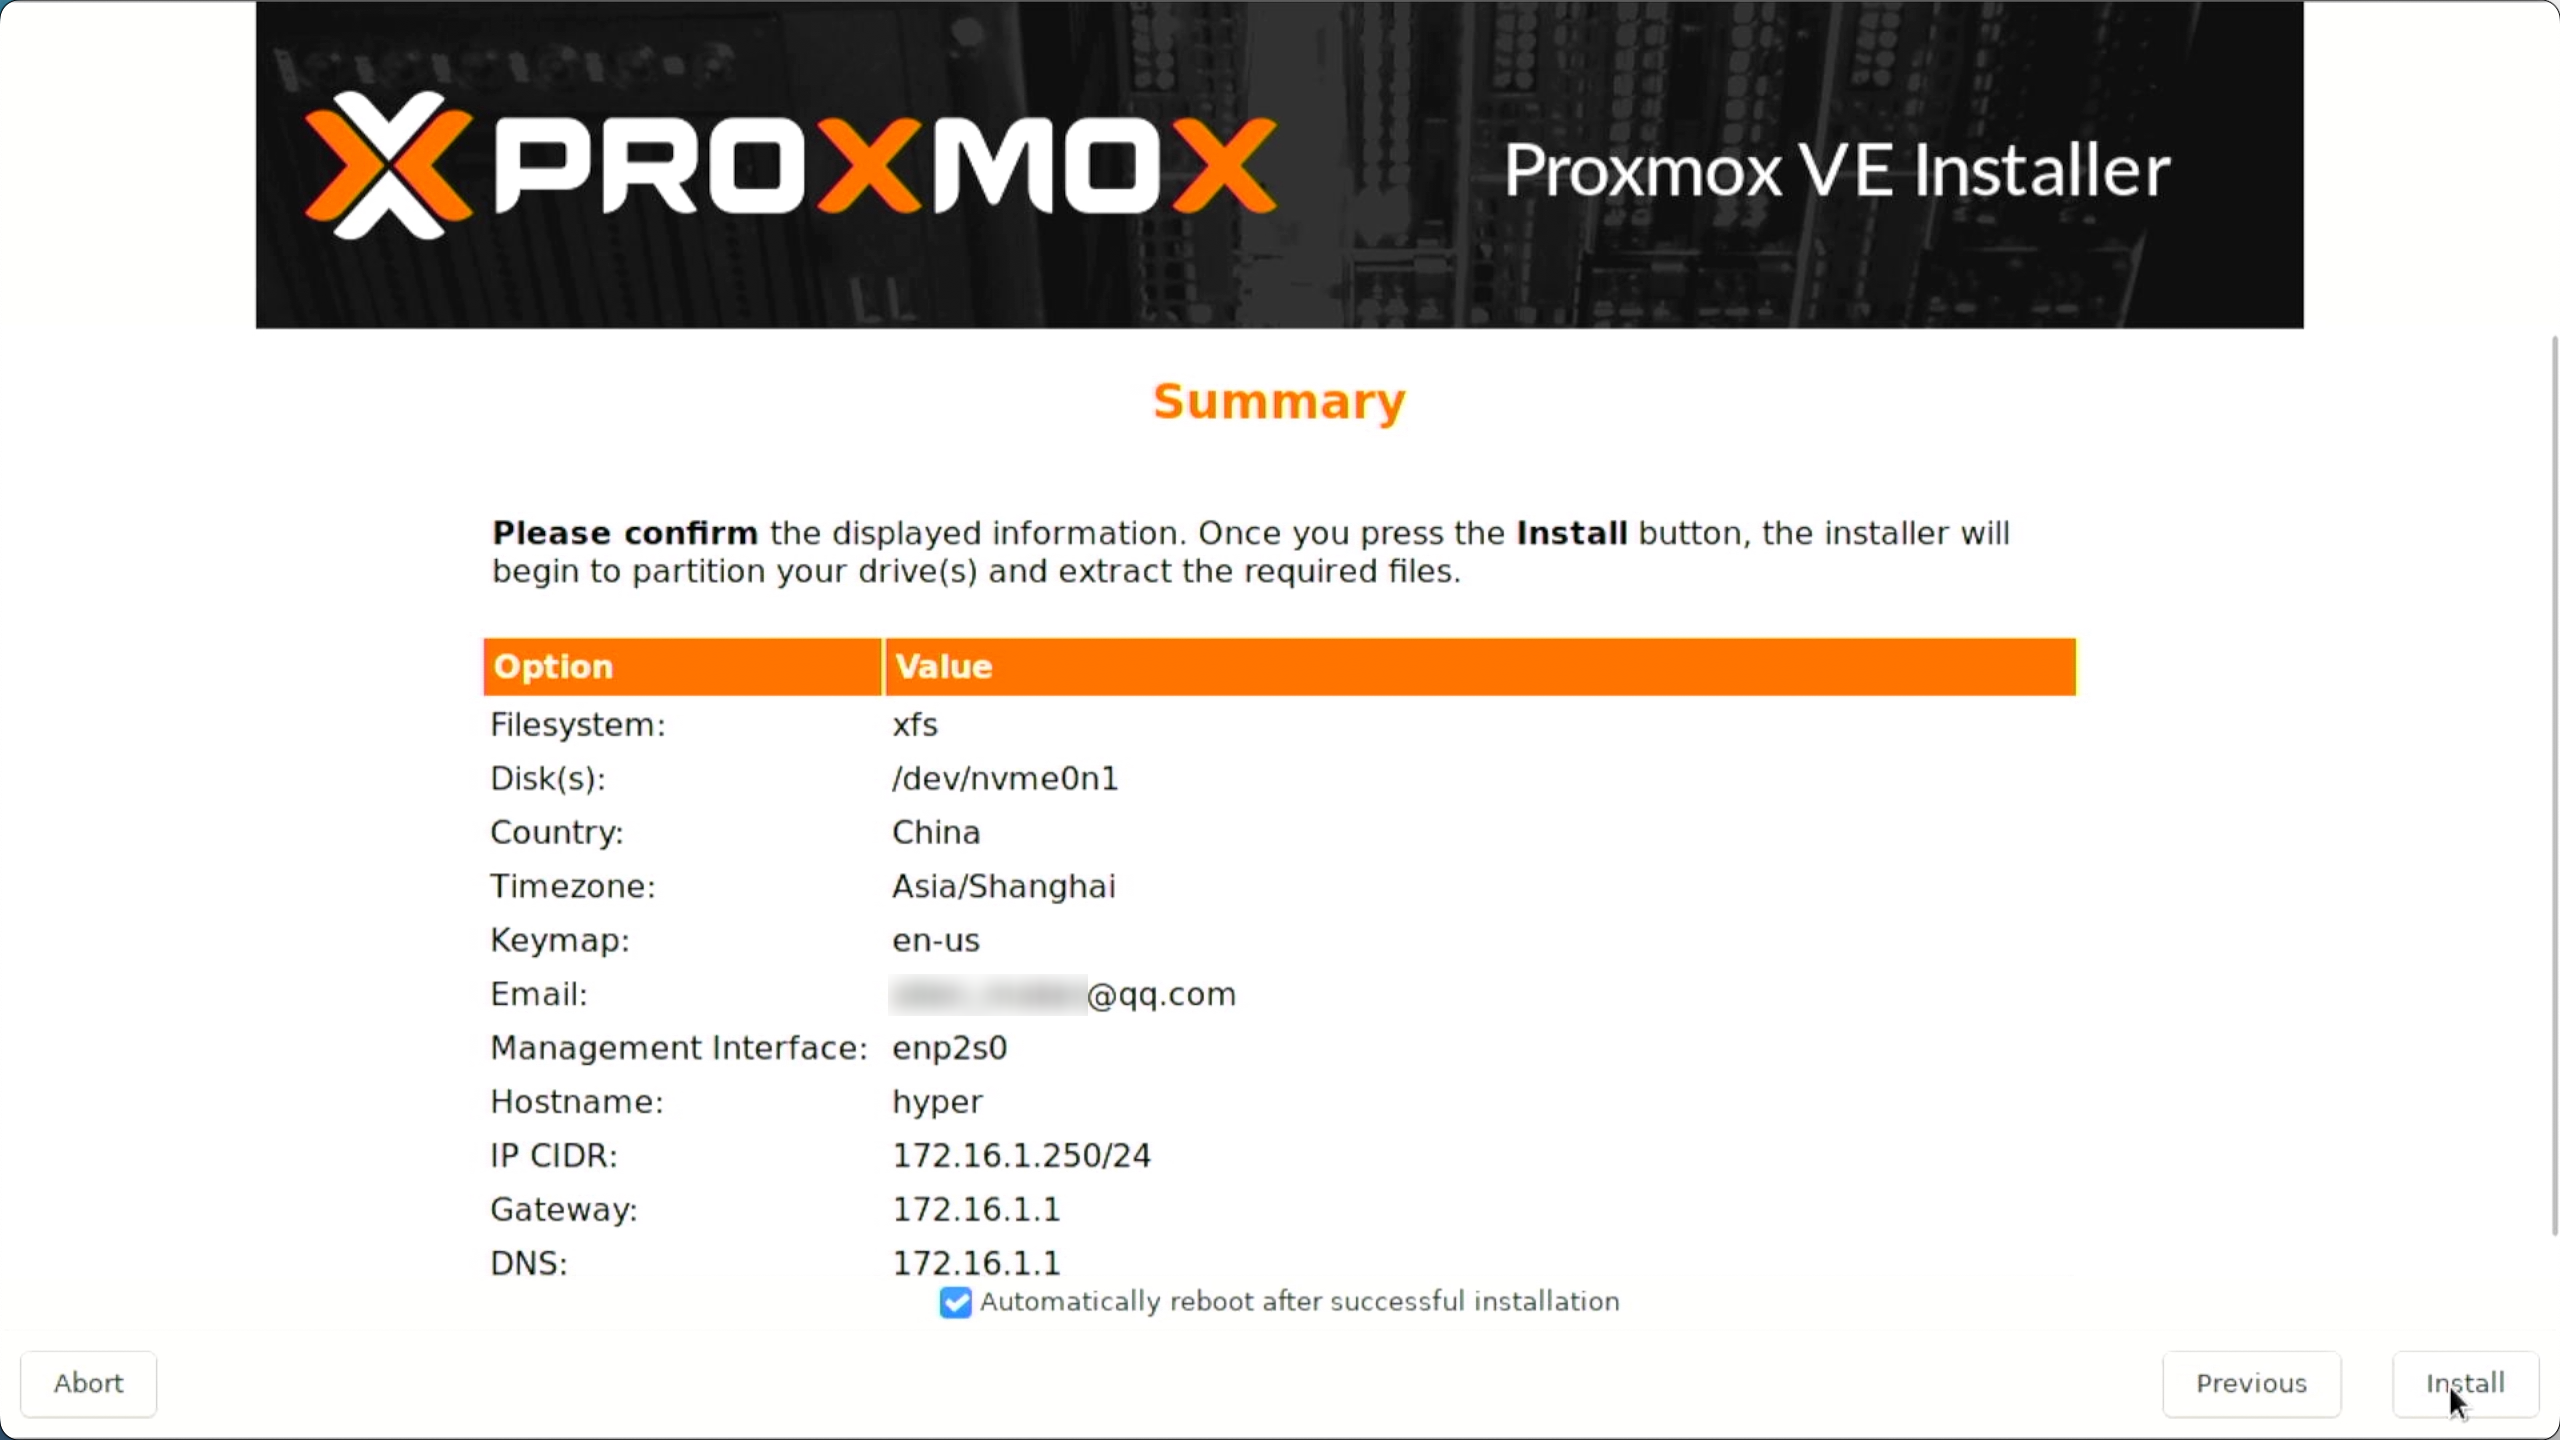 PROXMOX
Proxmox VE Installer
Summary
Please confirm the displayed information. Once you press the Install button, the installer will
begin to partition your drive(s) and extract the required files.
Option Value
Filesystem: xfs
Disk(s): /dev/nvme0n1
Country: China
Timezone: Asia/Shanghai
Keymap: en-us
Email: @qq.com
Management Interface: enp2s0
Hostname: hyper
IP CIDR: 172.16.1.250/24
Gateway: 172.16.1.1
DNS: 172.16.1.1
Automatically reboot after successful installation
Abort
Previous
Install